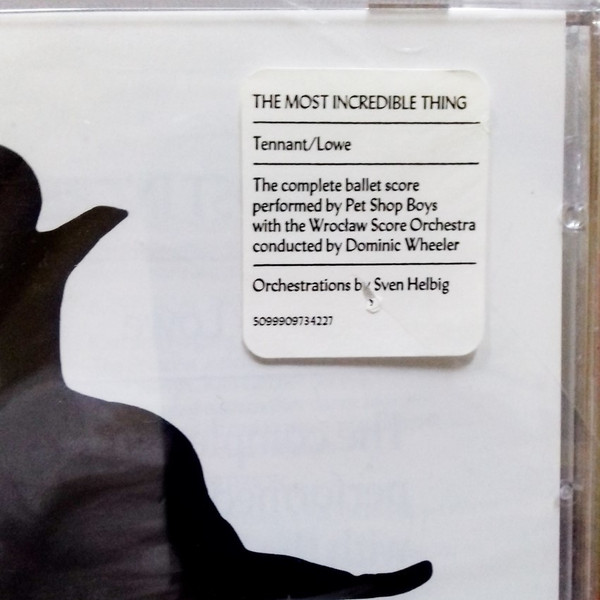 THE MOST INCREDIBLE THING
Tennant/Lowe
The complete ballet score
performed by Pet Shop Boys
with the Wrocław Score Orchestra
conducted by Dominic Wheeler
Orchestrations by Sven Helbig
5099909734227